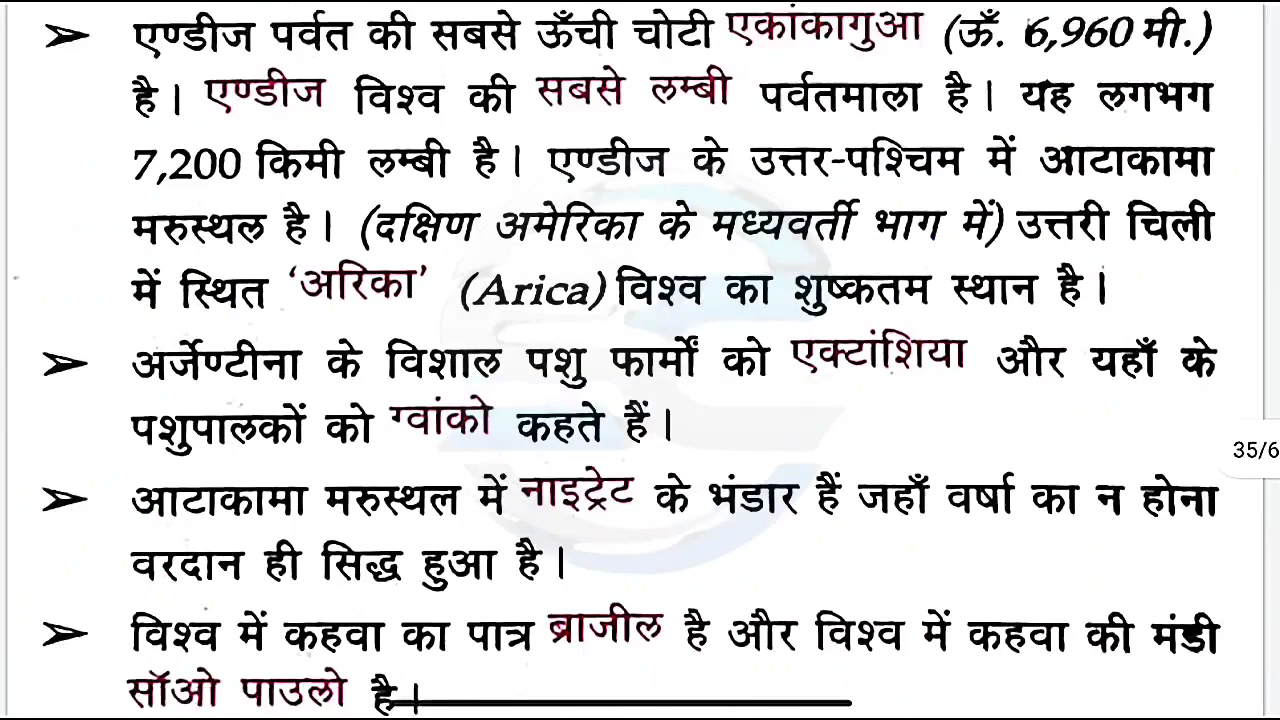 ➢ एण्डीज पर्वत की सबसे ऊँची चोटी एकांकागुआ (ऊँ. 6,960 मी.)
है। एण्डीज विश्व की सबसे लम्बी पर्वतमाला है। यह लगभग
7,200 किमी लम्बी है। एण्डीज के उत्तर-पश्चिम में आटाकामा
मरुस्थल है। (दक्षिण अमेरिका के मध्यवर्ती भाग में) उत्तरी चिली
में स्थित ‘अरिका’ (Arica) विश्व का शुष्कतम स्थान है।
➢ अर्जेण्टीना के विशाल पशु फार्मों को एक्टांशिया और यहाँ के
पशुपालकों को ग्वांको कहते हैं।
35/6
➢ आटाकामा मरुस्थल में नाइट्रेट के भंडार हैं जहाँ वर्षा का न होना
वरदान ही सिद्ध हुआ है।
➢ विश्व में कहवा का पात्र ब्राजील है और विश्व में कहवा की मंडी
सॉओ पाउलो है।